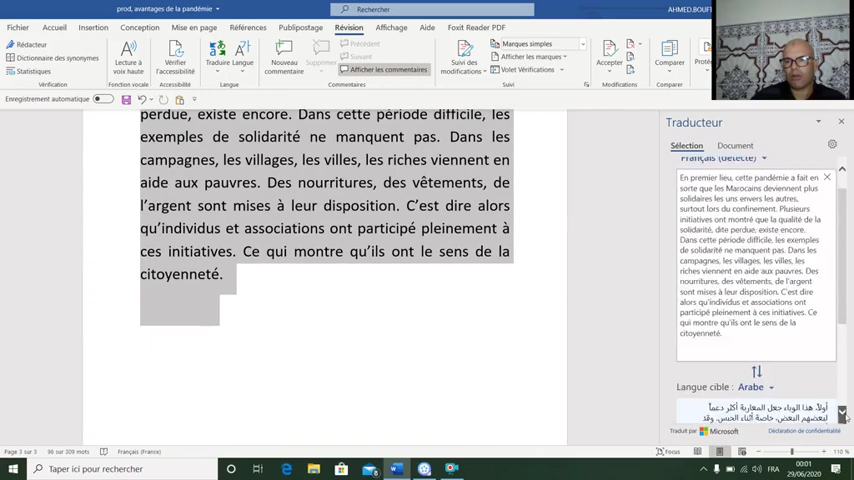 prod, avantages de la pandémie
Rechercher
AHMED.BOUFT
Fichier Accueil Insertion Conception Mise en page Références Publipostage Révision Affichage Aide Foxit Reader PDF
Rédacteur
Dictionnaire des synonymes
Statistiques
Vérification
Lecture à voix haute
Fonction vocale
Vérifier l'accessibilité
Accessibilité
Traduire Langue
Langue
Nouveau commentaire
Supprimer
Précédent
Suivant
Afficher les commentaires
Commentaires
Suivi des modifications
Marques simples
Afficher les marques
Volet Vérifications
Suivi
Accepter
Modifications
Comparer
Comparer
Enregistrement automatique
perdue, existe encore. Dans cette période difficile, les
exemples de solidarité ne manquent pas. Dans les
campagnes, les villages, les villes, les riches viennent en
aide aux pauvres. Des nourritures, des vêtements, de
l'argent sont mises à leur disposition. C'est dire alors
qu'individus et associations ont participé pleinement à
ces initiatives. Ce qui montre qu'ils ont le sens de la
citoyenneté.
Traducteur
Sélection Document
Français (détecté)
En premier lieu, cette pandémie a fait en
sorte que les Marocains deviennent plus
solidaires les uns envers les autres,
surtout lors du confinement. Plusieurs
initiatives ont montré que la qualité de la
solidarité, dite perdue, existe encore.
Dans cette période difficile, les exemples
de solidarité ne manquent pas. Dans les
campagnes, les villages, les villes, les
riches viennent en aide aux pauvres. Des
nourritures, des vêtements, de l'argent
sont mises à leur disposition. C'est dire
alors qu'individus et associations ont
participé pleinement à ces initiatives. Ce
qui montre qu'ils ont le sens de la
citoyenneté.
Langue cible : Arabe
أولاً، هذا الوباء جعل المغاربة أكثر دعماً
لبعضهم البعض، خاصة أثناء الحبس. وقد
Traduit par Microsoft Déclaration de confidentialité
Page 3 sur 3 96 sur 309 mots Français (France) Focus 110 %
Taper ici pour rechercher
FRA
00:01
29/06/2020